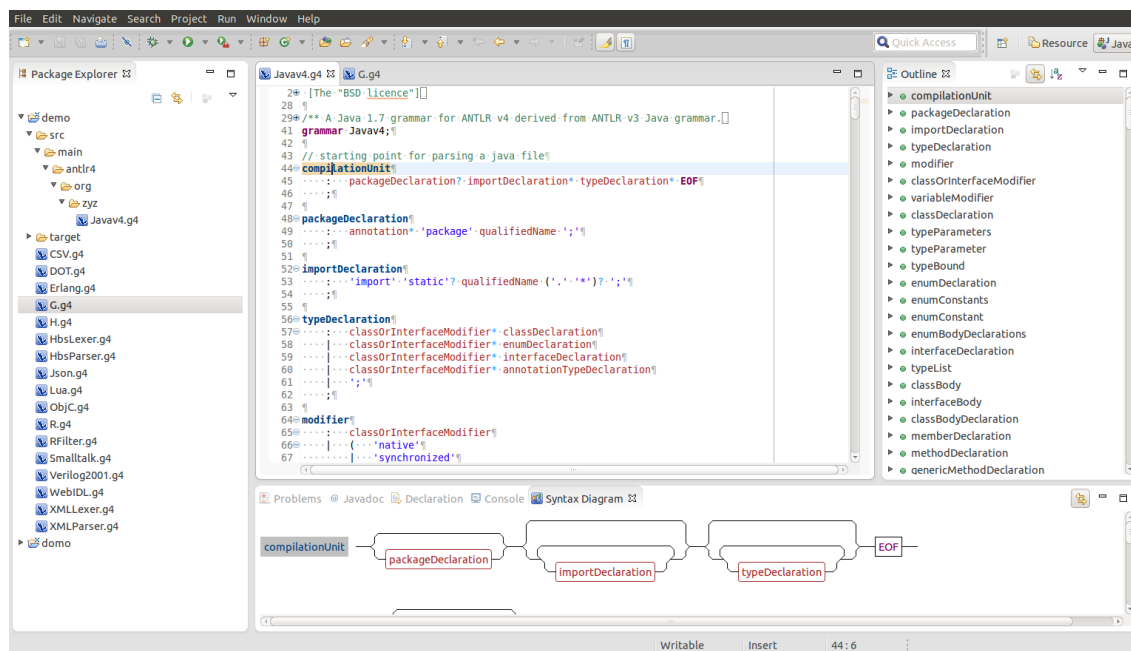 File Edit Navigate Search Project Run Window Help
Quick Access
Resource
Java
Package Explorer
demo
src
main
antlr4
org
zyz
Javav4.g4
target
CSV.g4
DOT.g4
Erlang.g4
G.g4
H.g4
HbsLexer.g4
HbsParser.g4
Json.g4
Lua.g4
ObjC.g4
R.g4
RFilter.g4
Smalltalk.g4
Verilog2001.g4
WebIDL.g4
XMLLexer.g4
XMLParser.g4
domo
Javav4.g4 G.g4
2 [The "BSD licence"]
28 ¶
29 /** A Java 1.7 grammar for ANTLR v4 derived from ANTLR v3 Java grammar.
41 grammar·Javav4;¶
42 ¶
43 //·starting·point·for·parsing·a·java·file¶
44 compilationUnit¶
45 ····:···packageDeclaration?·importDeclaration*·typeDeclaration*·EOF¶
46 ····;¶
47 ¶
48 packageDeclaration¶
49 ····:···annotation*·'package'·qualifiedName·';'¶
50 ····;¶
51 ¶
52 importDeclaration¶
53 ····:···'import'·'static'?·qualifiedName·('.'·'*')?·';'¶
54 ····;¶
55 ¶
56 typeDeclaration¶
57 ····:···classOrInterfaceModifier*·classDeclaration¶
58 ····|···classOrInterfaceModifier*·enumDeclaration¶
59 ····|···classOrInterfaceModifier*·interfaceDeclaration¶
60 ····|···classOrInterfaceModifier*·annotationTypeDeclaration¶
61 ····|···';'¶
62 ····;¶
63 ¶
64 modifier¶
65 ····:···classOrInterfaceModifier¶
66 ····|···(···'native'¶
67 ········|···'synchronized'¶
Outline
compilationUnit
packageDeclaration
importDeclaration
typeDeclaration
modifier
classOrInterfaceModifier
variableModifier
classDeclaration
typeParameters
typeParameter
typeBound
enumDeclaration
enumConstants
enumConstant
enumBodyDeclarations
interfaceDeclaration
typeList
classBody
interfaceBody
classBodyDeclaration
memberDeclaration
methodDeclaration
genericMethodDeclaration
Problems @ Javadoc Declaration Console Syntax Diagram
compilationUnit
packageDeclaration
importDeclaration
typeDeclaration
EOF
Writable Insert 44 : 6